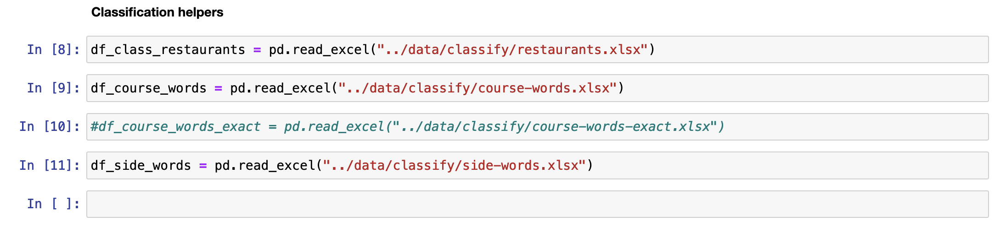 Classification helpers
In [8]: df_class_restaurants = pd.read_excel("../data/classify/restaurants.xlsx")
In [9]: df_course_words = pd.read_excel("../data/classify/course-words.xlsx")
In [10]: #df_course_words_exact = pd.read_excel("../data/classify/course-words-exact.xlsx")
In [11]: df_side_words = pd.read_excel("../data/classify/side-words.xlsx")
In [ ]: